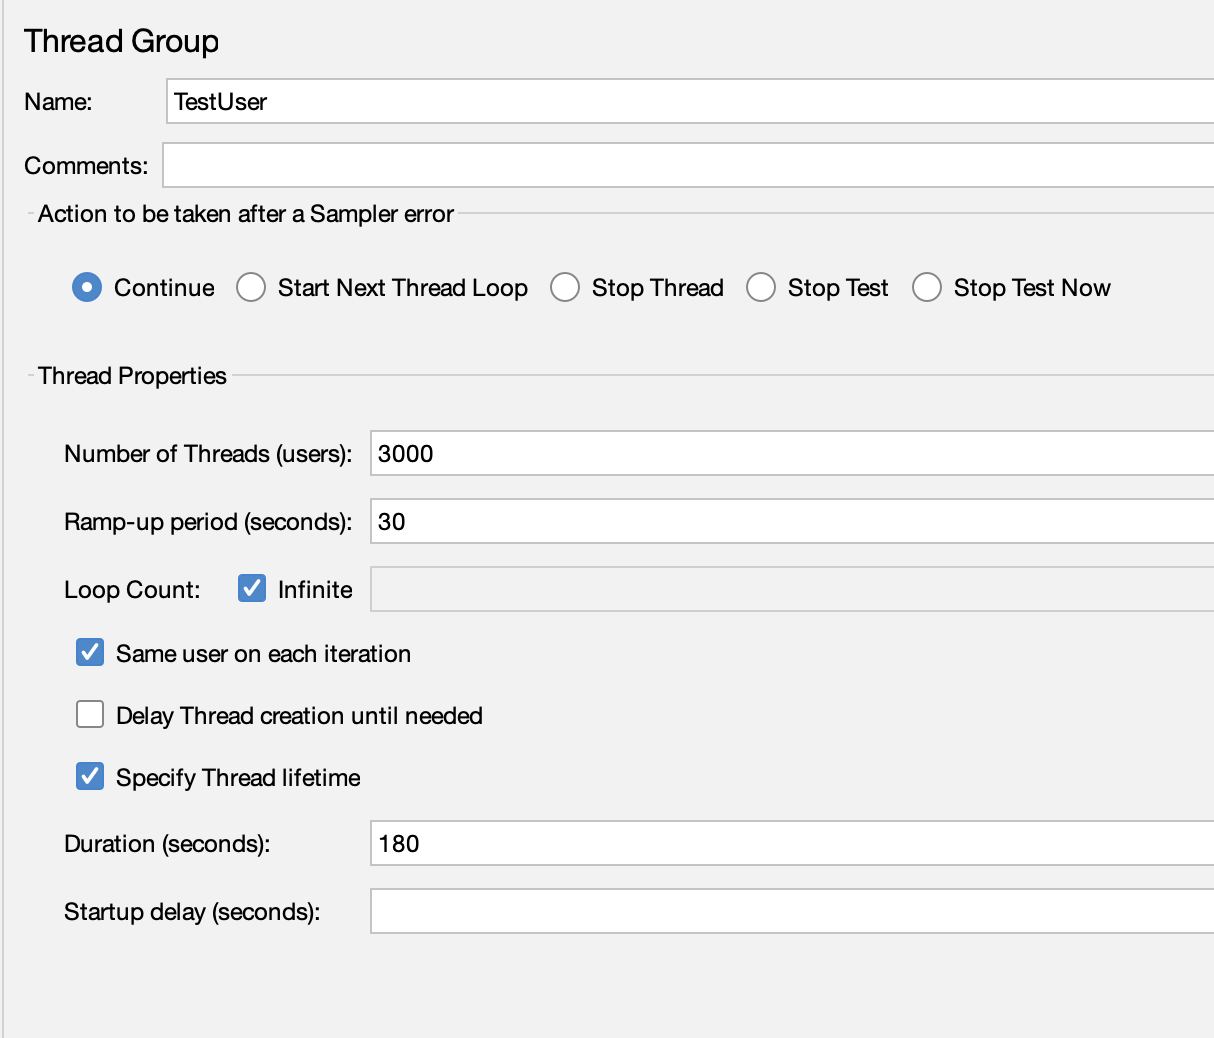 Thread Group
Name: TestUser
Comments:
Action to be taken after a Sampler error
Continue Start Next Thread Loop Stop Thread Stop Test Stop Test Now
Thread Properties
Number of Threads (users): 3000
Ramp-up period (seconds): 30
Loop Count: Infinite
Same user on each iteration
Delay Thread creation until needed
Specify Thread lifetime
Duration (seconds): 180
Startup delay (seconds):